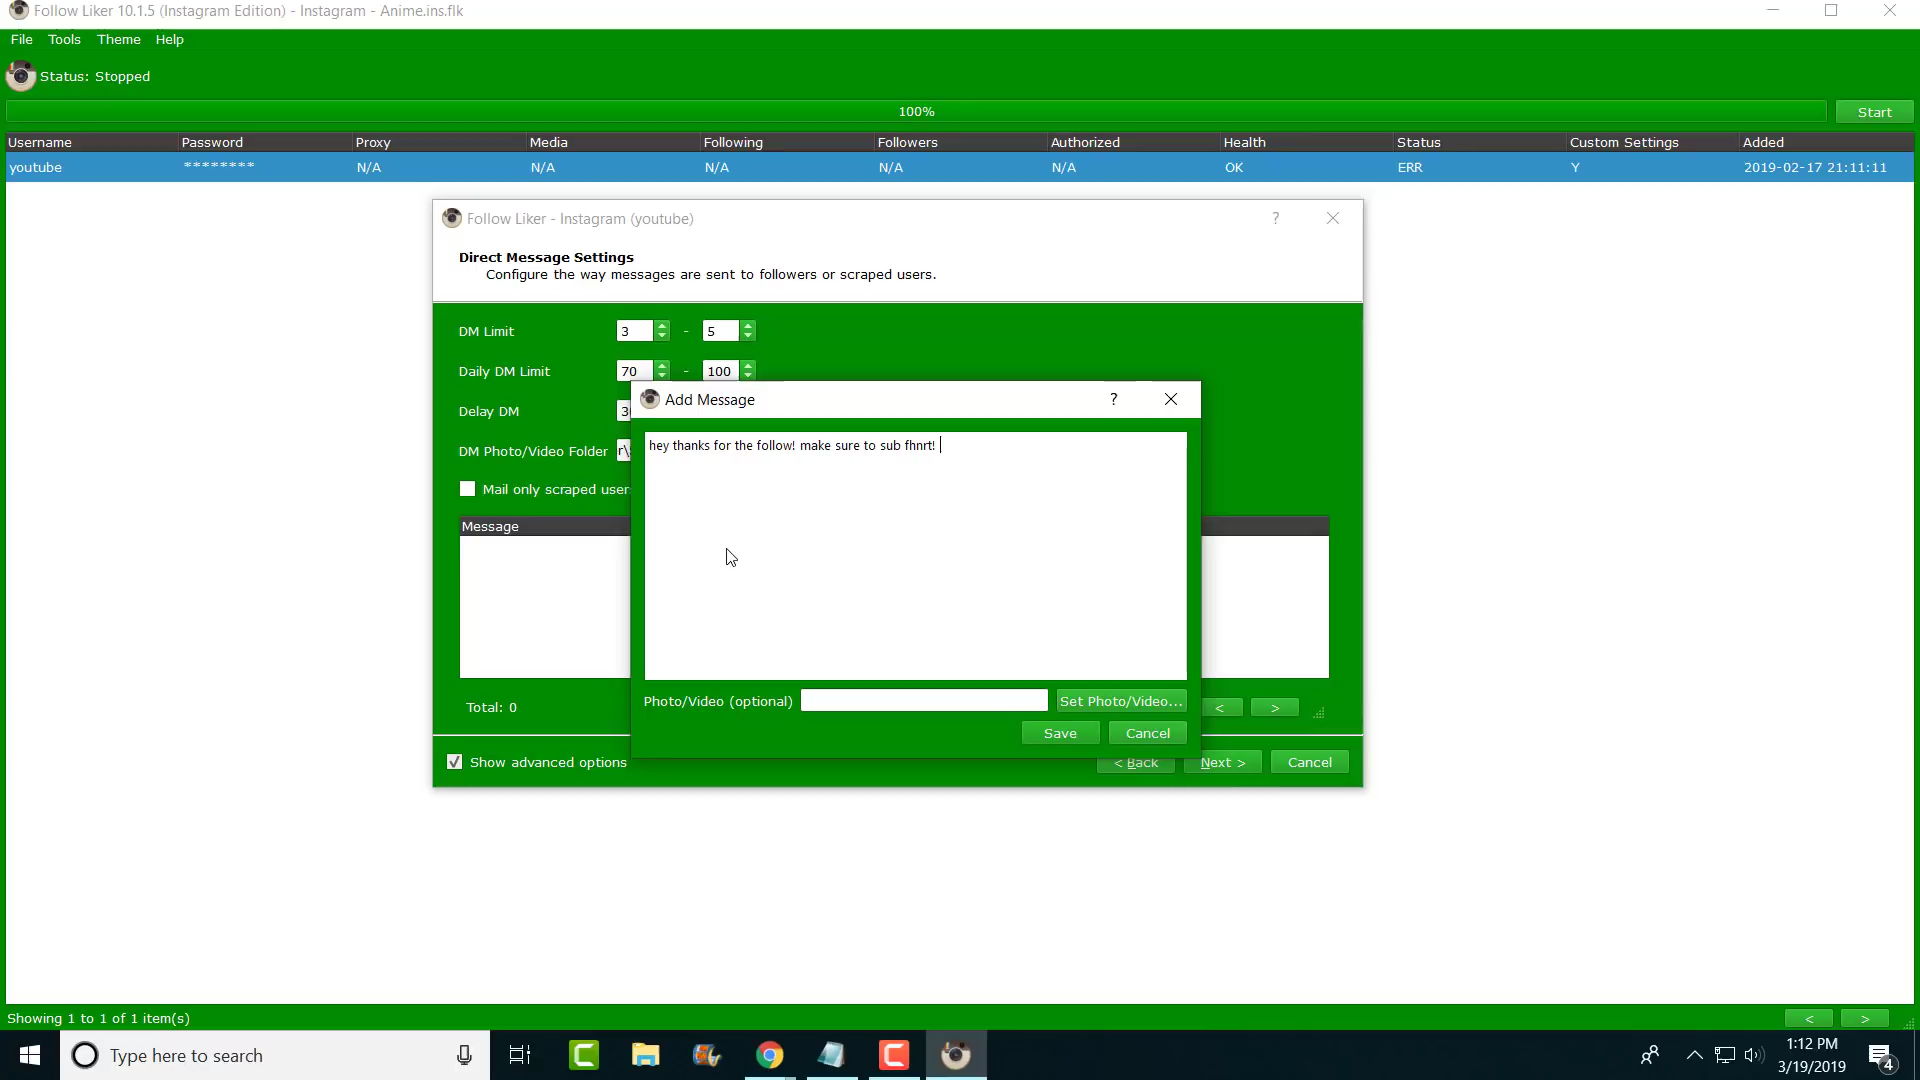 Follow Liker 10.1.5 (Instagram Edition) - Instagram - Anime.ins.flk
File Tools Theme Help
Status: Stopped
100% Start
Username Password Proxy Media Following Followers Authorized Health Status Custom Settings Added
youtube ******** N/A N/A N/A N/A N/A OK ERR Y 2019-02-17 21:11:11
Follow Liker - Instagram (youtube) ?
Direct Message Settings
Configure the way messages are sent to followers or scraped users.
DM Limit 3 - 5
Daily DM Limit 70 - 100
Add Message ?
Delay DM
hey thanks for the follow! make sure to sub fhnrt!
DM Photo/Video Folder r\
Mail only scraped user
Message
Photo/Video (optional) Set Photo/Video...
Total: 0 < >
Save Cancel
Show advanced options < Back Next > Cancel
Showing 1 to 1 of 1 item(s) < >
Type here to search
1:12 PM
3/19/2019
4